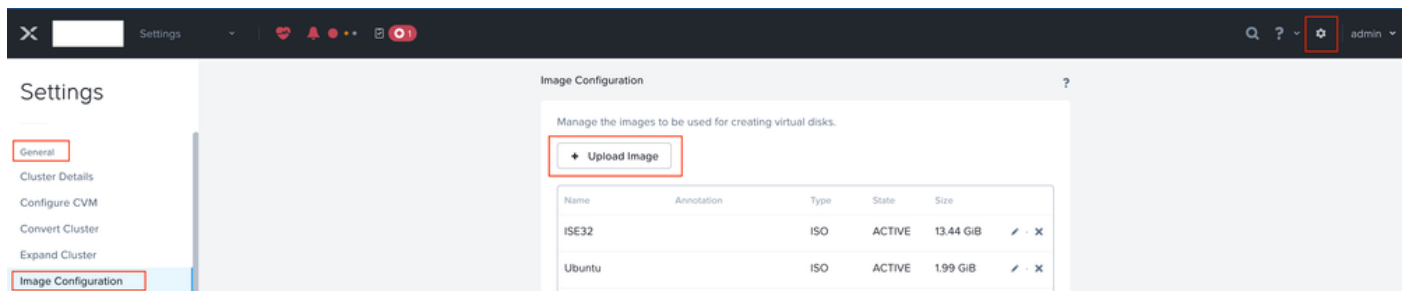 Settings
1
?
admin
Settings
General
Cluster Details
Configure CVM
Convert Cluster
Expand Cluster
Image Configuration
Image Configuration
?
Manage the images to be used for creating virtual disks.
+ Upload Image
Name Annotation Type State Size
ISE32 ISO ACTIVE 13.44 GiB
Ubuntu ISO ACTIVE 1.99 GiB